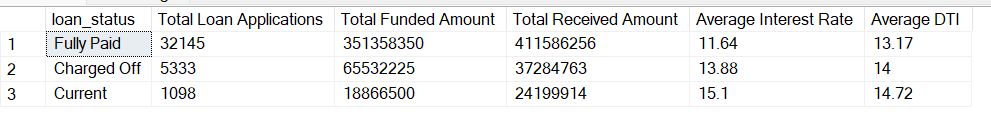 loan_status Total Loan Applications Total Funded Amount Total Received Amount Average Interest Rate Average DTI
1 Fully Paid 32145 351358350 411586256 11.64 13.17
2 Charged Off 5333 65532225 37284763 13.88 14
3 Current 1098 18866500 24199914 15.1 14.72